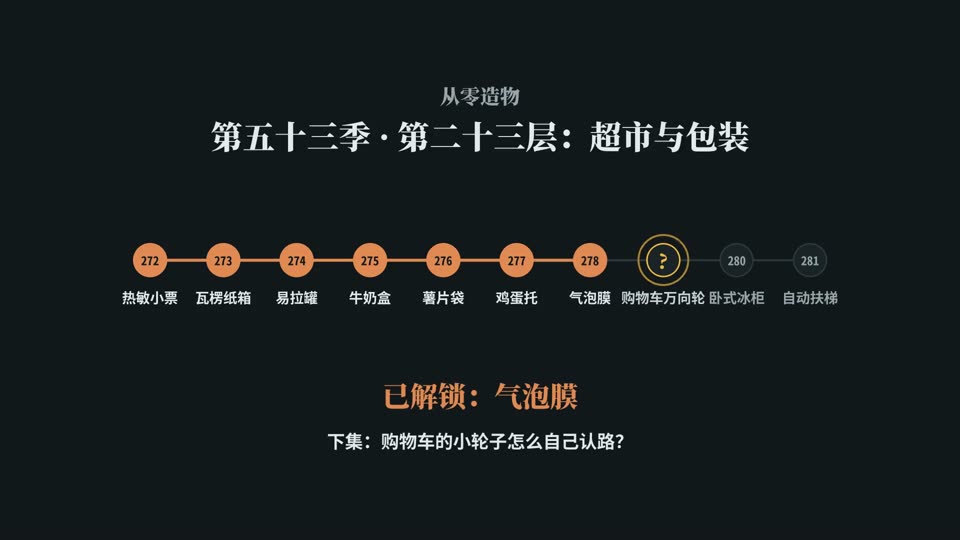 从零造物
第五十三季 · 第二十三层：超市与包装
272 273 274 275 276 277 278 ? 280 281
热敏小票 瓦楞纸箱 易拉罐 牛奶盒 薯片袋 鸡蛋托 气泡膜 购物车万向轮 卧式冰柜 自动扶梯
已解锁：气泡膜
下集：购物车的小轮子怎么自己认路？